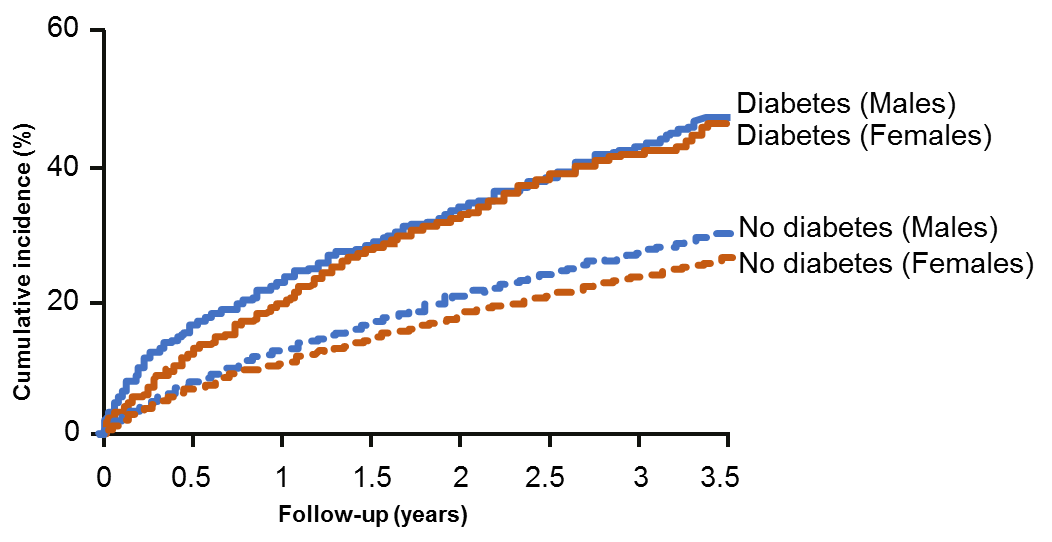 60
40
20
0
Cumulative incidence (%)
Diabetes (Males)
Diabetes (Females)
No diabetes (Males)
No diabetes (Females)
0 0.5 1 1.5 2 2.5 3 3.5
Follow-up (years)